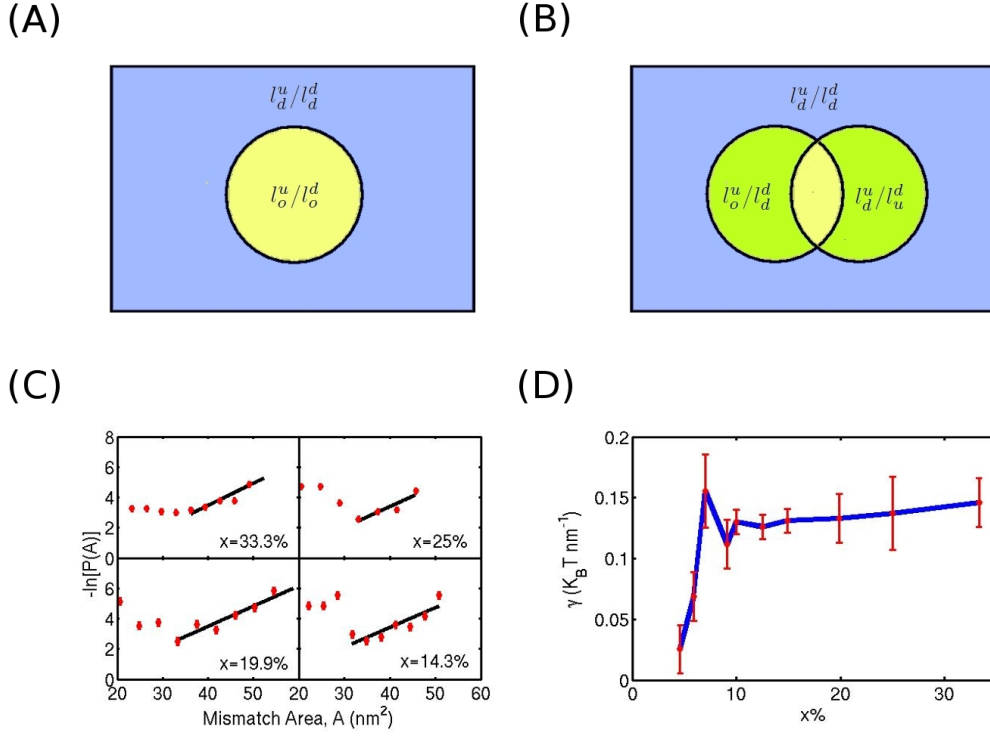 (A)
l_d^u/l_d^d
l_o^u/l_o^d
(B)
l_d^u/l_d^d
l_o^u/l_d^d
l_d^u/l_u^d
(C)
8
6
4
2
0
x=33.3%
x=25%
6
4
2
0
x=19.9%
x=14.3%
20 30 40 50 20 30 40 50 60
-ln[P(A)]
Mismatch Area, A (nm²)
(D)
0.2
0.15
0.1
0.05
0
0 10 20 30
γ (K_BT nm⁻¹)
x%